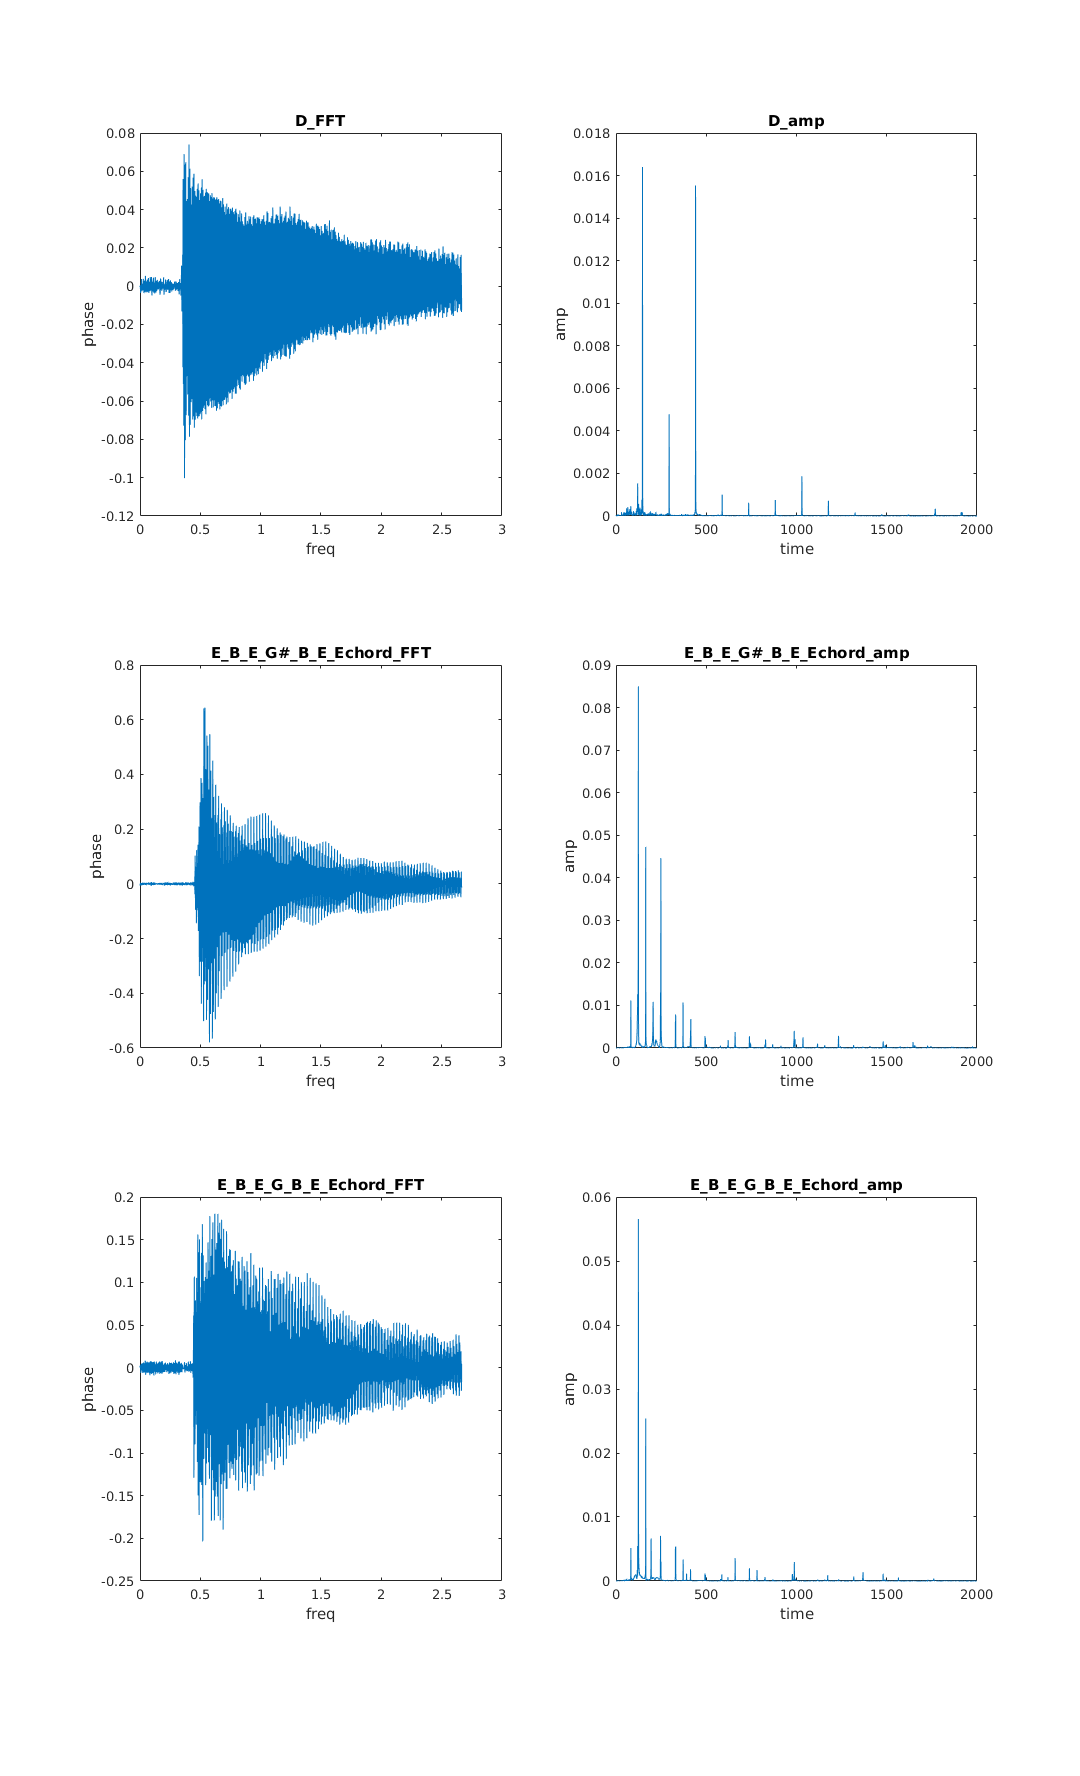 D_FFT
0.08
0.06
0.04
0.02
0
-0.02
-0.04
-0.06
-0.08
-0.1
-0.12
phase
0 0.5 1 1.5 2 2.5 3
freq
D_amp
0.018
0.016
0.014
0.012
0.01
0.008
0.006
0.004
0.002
0
amp
0 500 1000 1500 2000
time
E_B_E_G#_B_E_Echord_FFT
0.8
0.6
0.4
0.2
0
-0.2
-0.4
-0.6
phase
0 0.5 1 1.5 2 2.5 3
freq
E_B_E_G#_B_E_Echord_amp
0.09
0.08
0.07
0.06
0.05
0.04
0.03
0.02
0.01
0
amp
0 500 1000 1500 2000
time
E_B_E_G_B_E_Echord_FFT
0.2
0.15
0.1
0.05
0
-0.05
-0.1
-0.15
-0.2
-0.25
phase
0 0.5 1 1.5 2 2.5 3
freq
E_B_E_G_B_E_Echord_amp
0.06
0.05
0.04
0.03
0.02
0.01
0
amp
0 500 1000 1500 2000
time